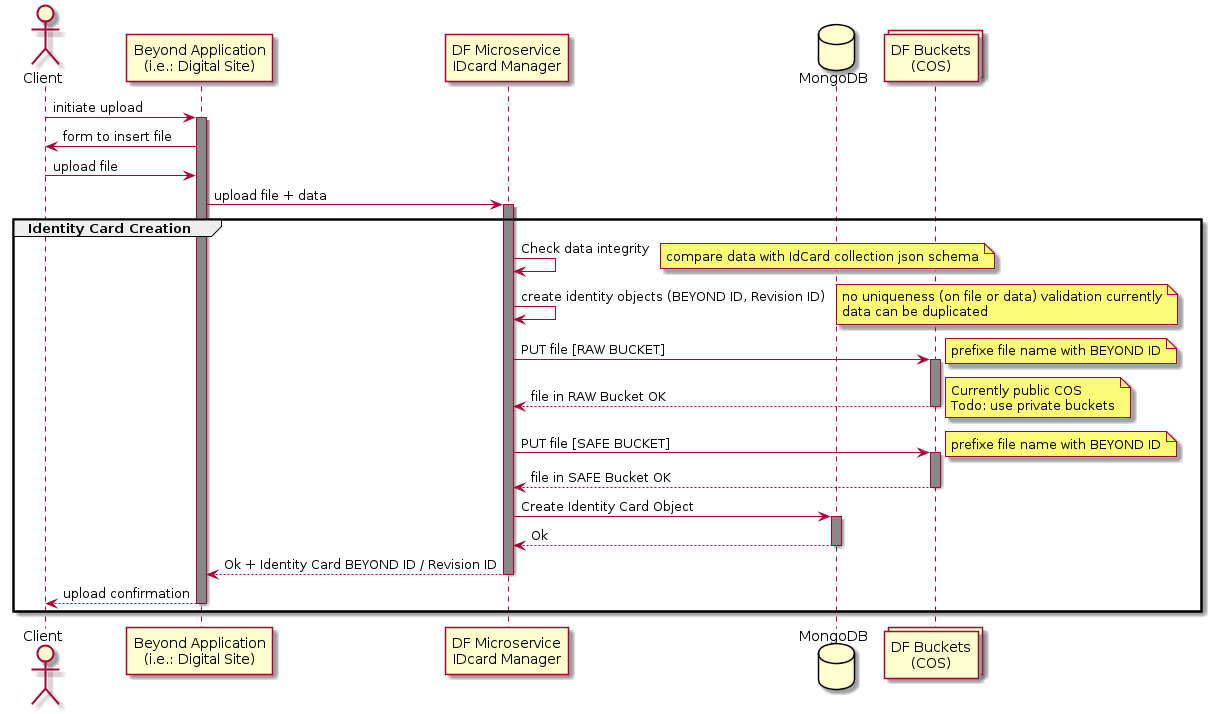 Client
Beyond Application
(i.e.: Digital Site)
DF Microservice
IDcard Manager
MongoDB
DF Buckets
(COS)
initiate upload
form to insert file
upload file
upload file + data
Identity Card Creation
Check data integrity
compare data with IdCard collection json schema
create identity objects (BEYOND ID, Revision ID)
no uniqueness (on file or data) validation currently
data can be duplicated
PUT file [RAW BUCKET]
prefixe file name with BEYOND ID
file in RAW Bucket OK
Currently public COS
Todo: use private buckets
PUT file [SAFE BUCKET]
prefixe file name with BEYOND ID
file in SAFE Bucket OK
Create Identity Card Object
Ok
Ok + Identity Card BEYOND ID / Revision ID
upload confirmation
Client
Beyond Application
(i.e.: Digital Site)
DF Microservice
IDcard Manager
MongoDB
DF Buckets
(COS)